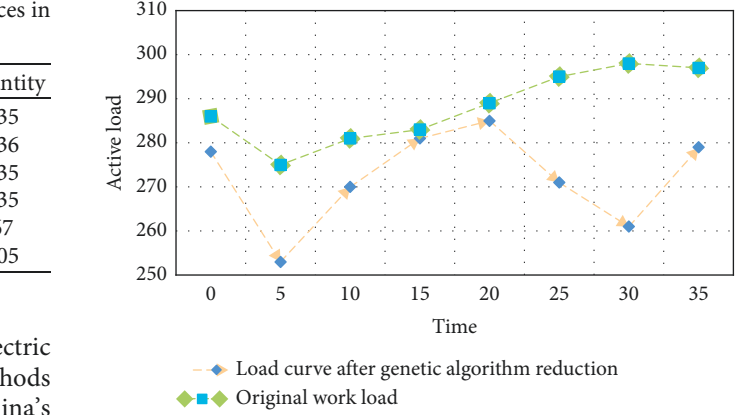 ces in
ntity
35
36
35
35
67
05
ectric
hods
ina's
310
300
290
280
270
260
250
Active load
0 5 10 15 20 25 30 35
Time
Load curve after genetic algorithm reduction
Original work load